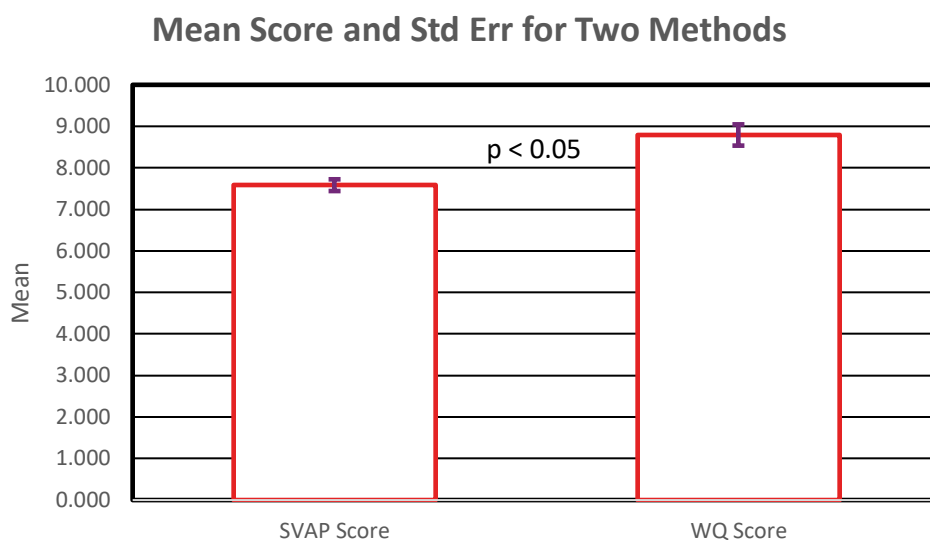 Mean Score and Std Err for Two Methods
10.000
9.000
8.000
7.000
6.000
5.000
4.000
3.000
2.000
1.000
0.000
Mean
p < 0.05
SVAP Score
WQ Score